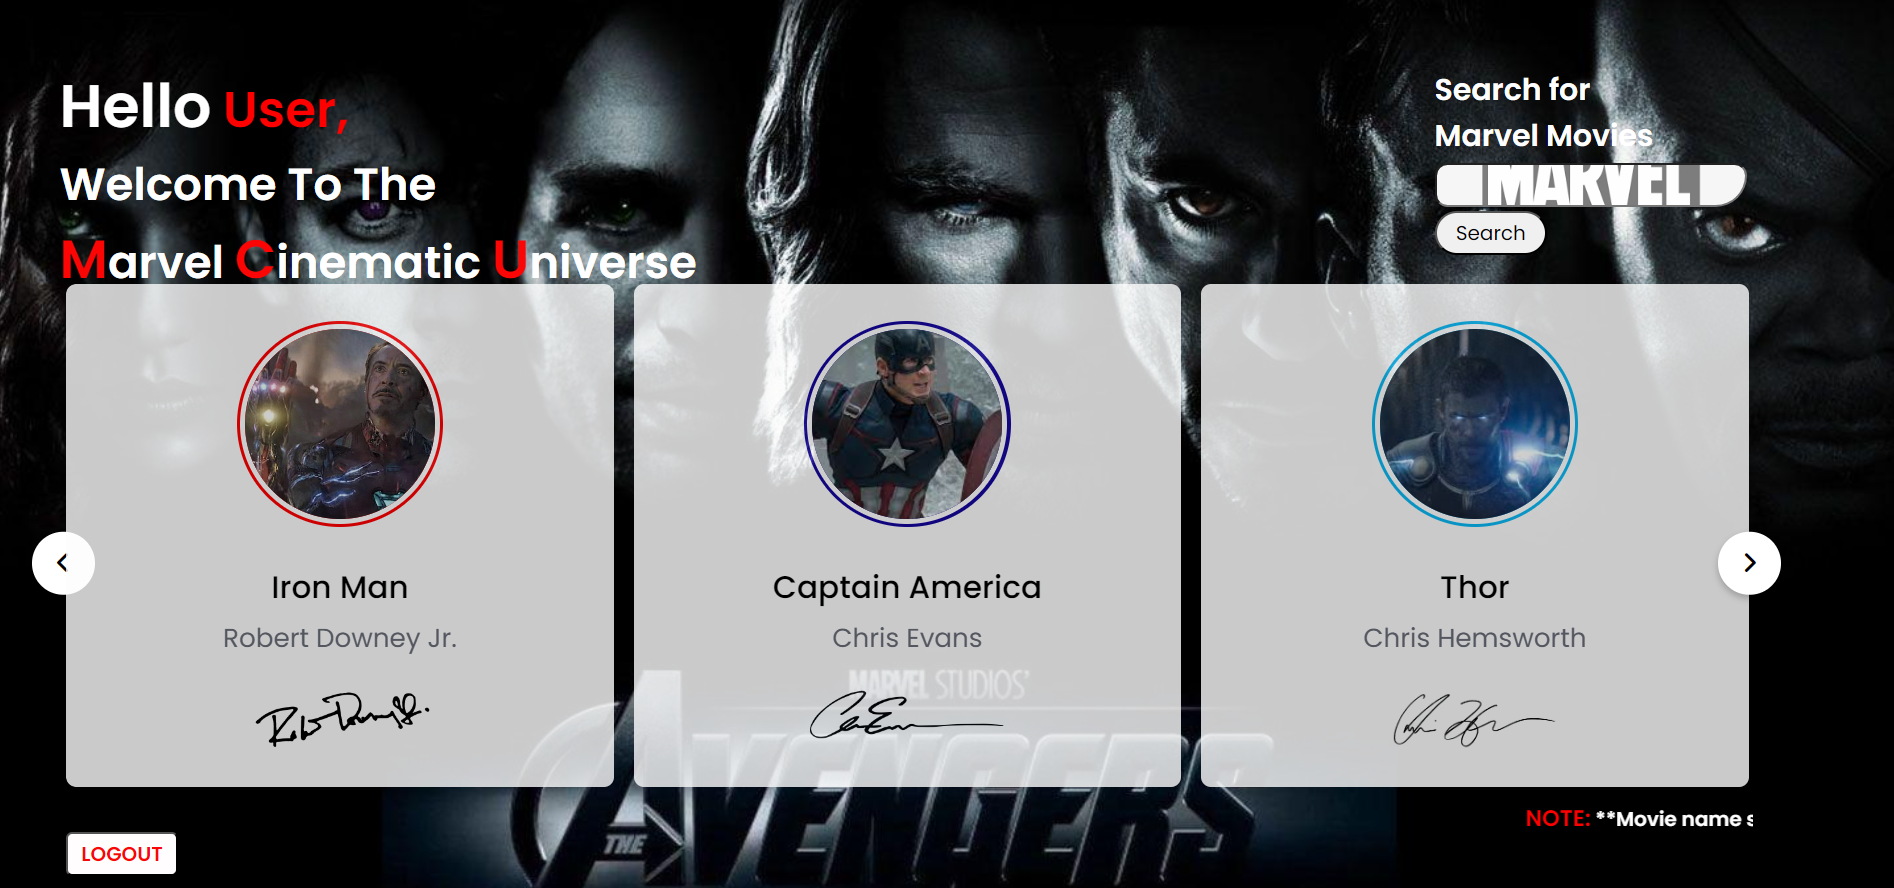 Hello User,
Welcome To The
Marvel Cinematic Universe
Search for
Marvel Movies
MARVEL
Search
Iron Man
Robert Downey Jr.
Captain America
Chris Evans
Thor
Chris Hemsworth
MARVEL STUDIOS'
THE AVENGERS
NOTE: **Movie name s
LOGOUT